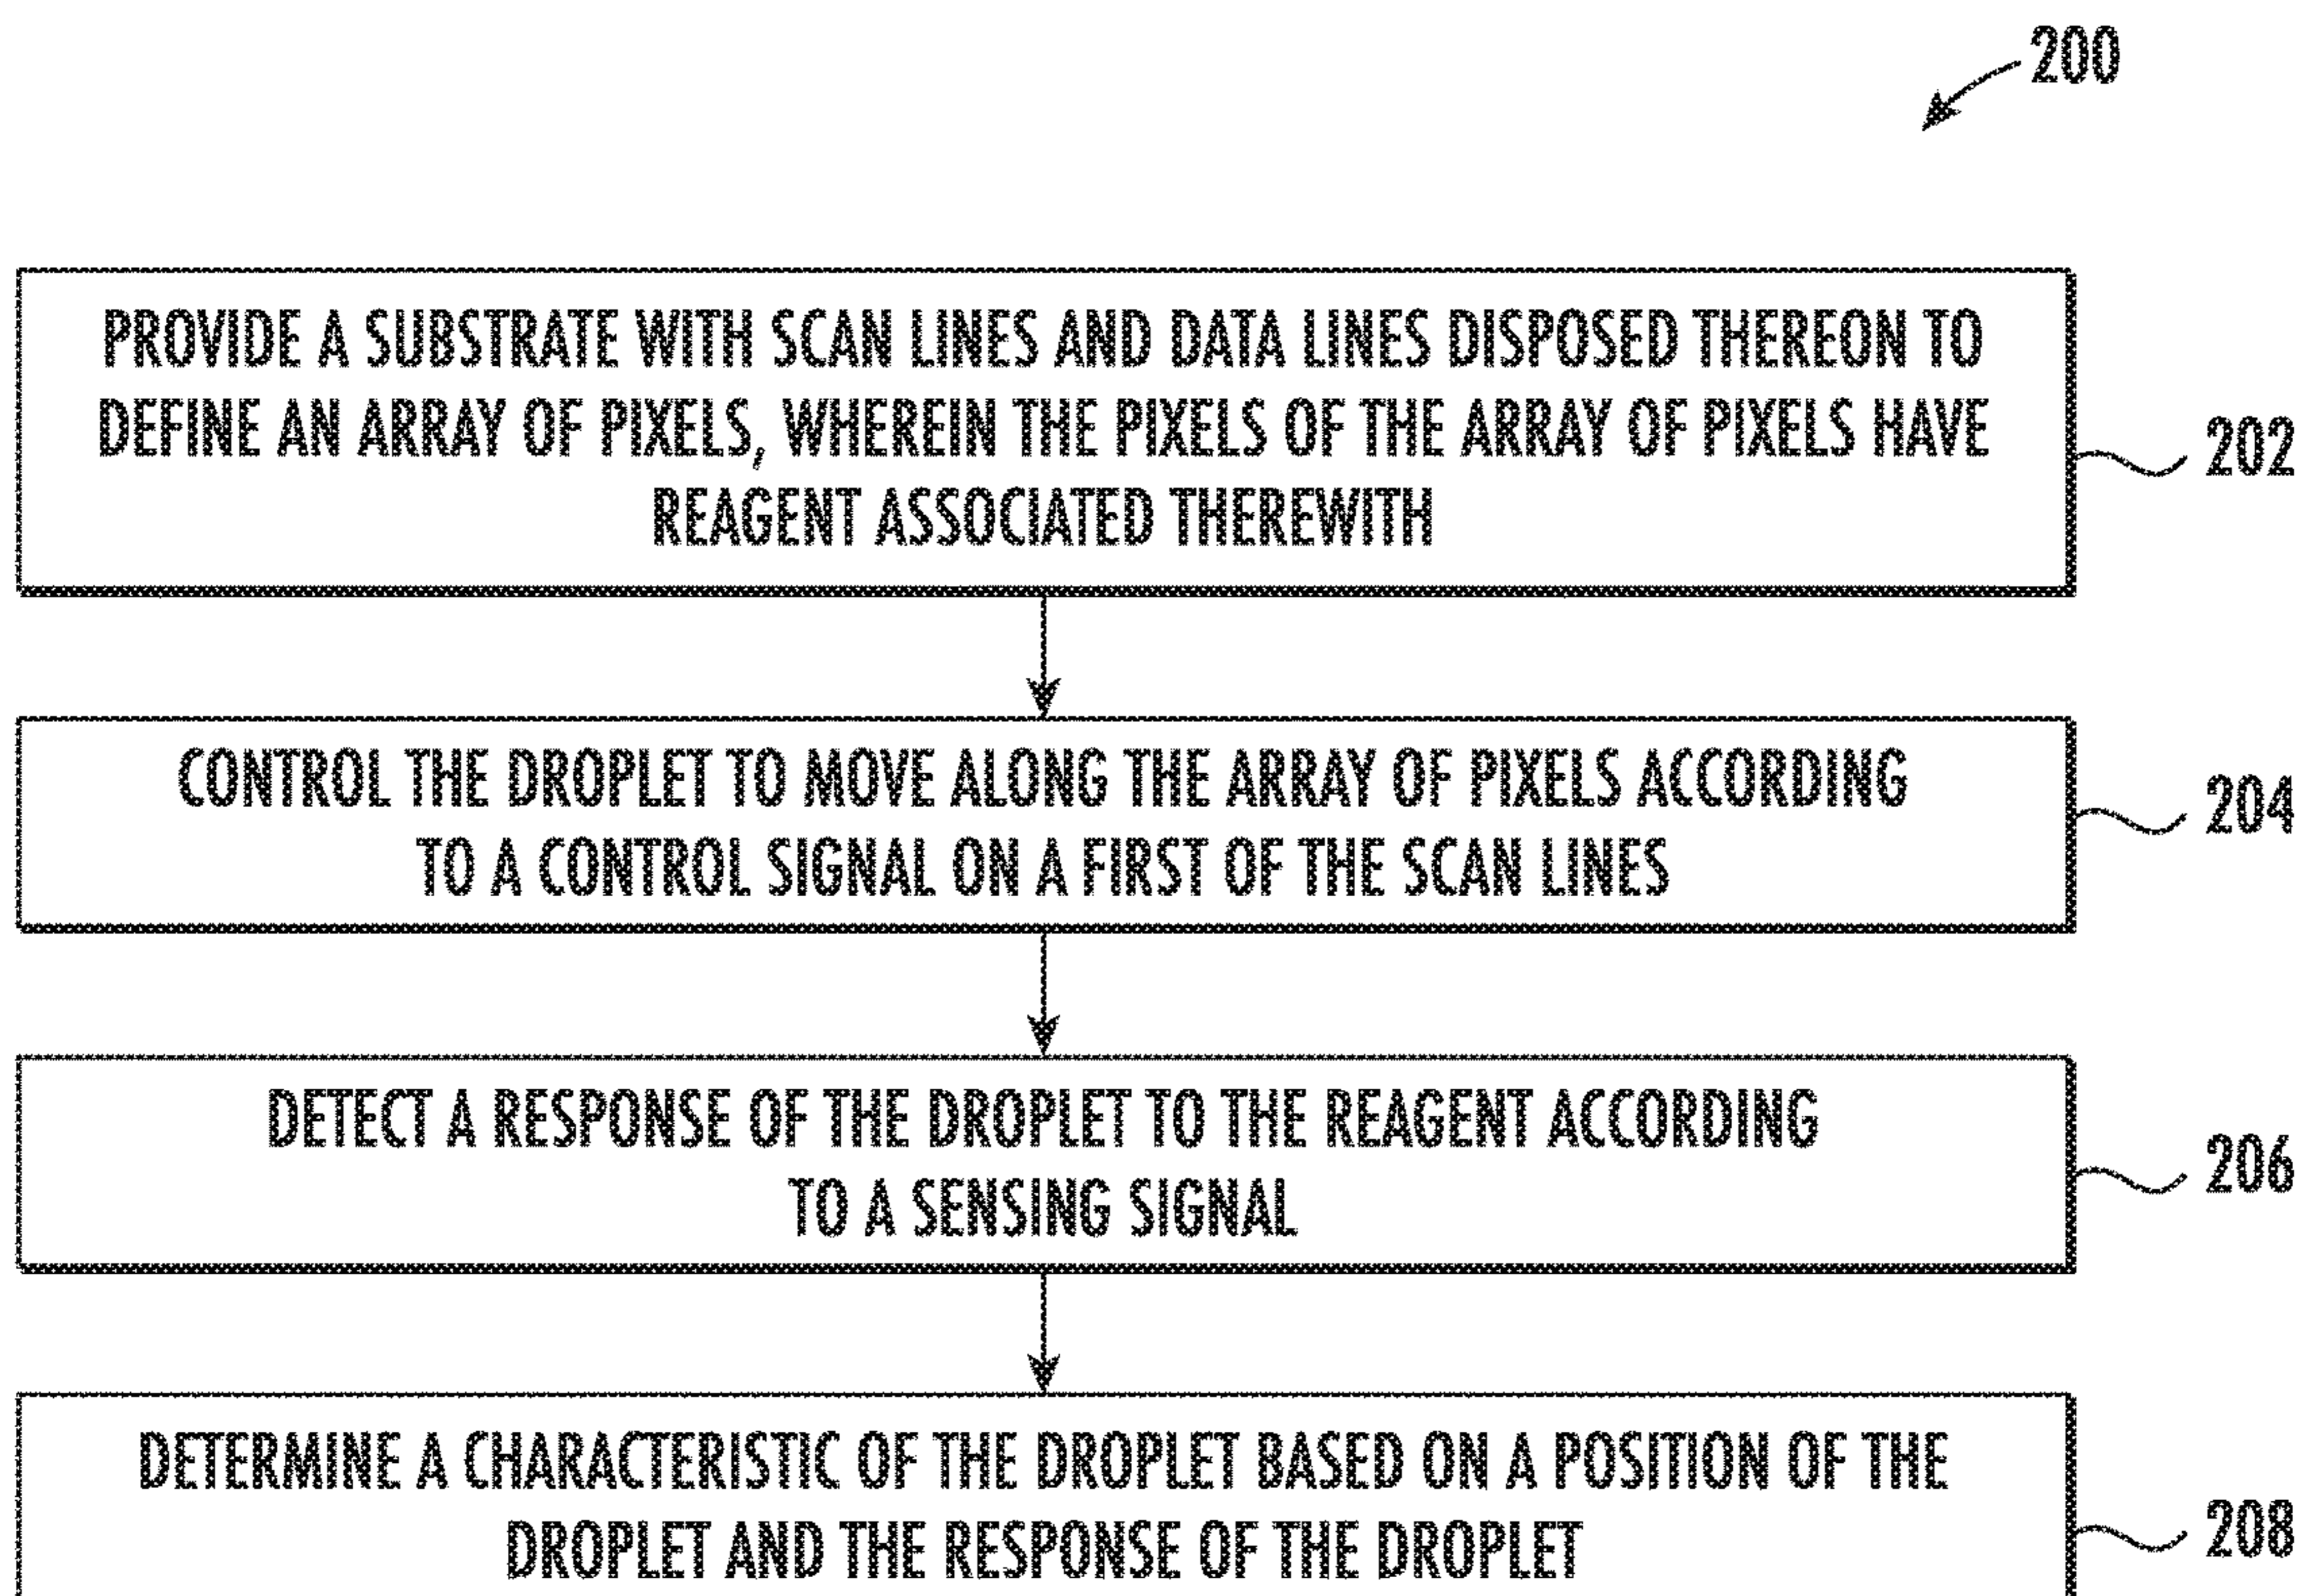 200
PROVIDE A SUBSTRATE WITH SCAN LINES AND DATA LINES DISPOSED THEREON TO
DEFINE AN ARRAY OF PIXELS, WHEREIN THE PIXELS OF THE ARRAY OF PIXELS HAVE
REAGENT ASSOCIATED THEREWITH
202
CONTROL THE DROPLET TO MOVE ALONG THE ARRAY OF PIXELS ACCORDING
TO A CONTROL SIGNAL ON A FIRST OF THE SCAN LINES
204
DETECT A RESPONSE OF THE DROPLET TO THE REAGENT ACCORDING
TO A SENSING SIGNAL
206
DETERMINE A CHARACTERISTIC OF THE DROPLET BASED ON A POSITION OF THE
DROPLET AND THE RESPONSE OF THE DROPLET
208